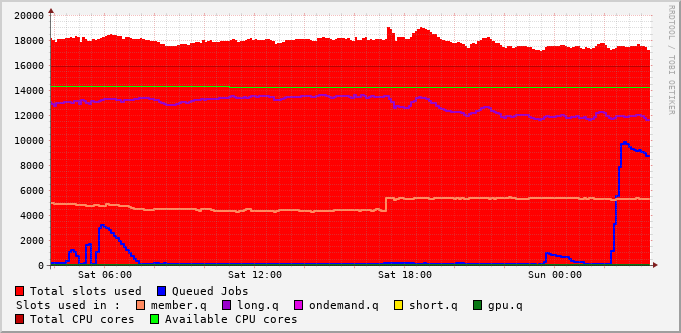 20000
18000
16000
14000
12000
10000
8000
6000
4000
2000
0
Sat 06:00 Sat 12:00 Sat 18:00 Sun 00:00
RRDTOOL / TOBI OETIKER
Total slots used Queued Jobs
Slots used in : member.q long.q ondemand.q short.q gpu.q
Total CPU cores Available CPU cores